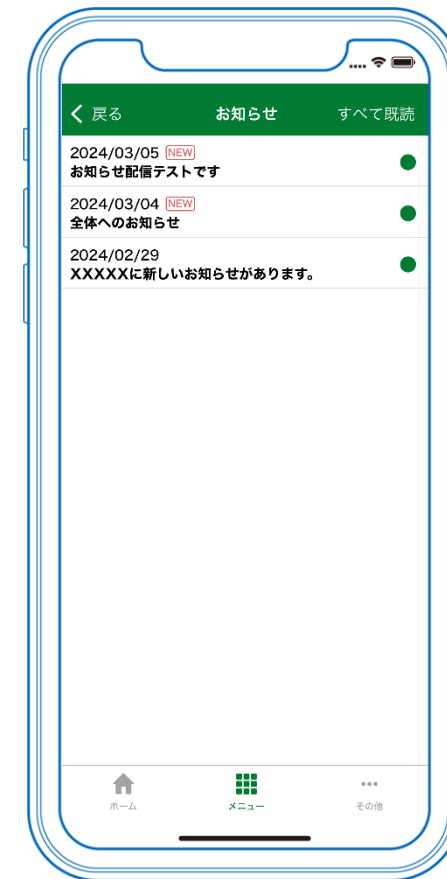 戻る お知らせ すべて既読
2024/03/05 NEW
お知らせ配信テストです
2024/03/04 NEW
全体へのお知らせ
2024/02/29
XXXXXに新しいお知らせがあります。
ホーム メニュー その他